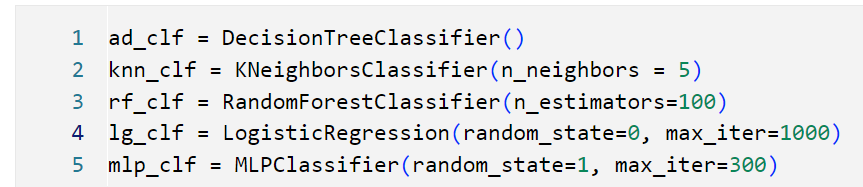 1 ad_clf = DecisionTreeClassifier()
2 knn_clf = KNeighborsClassifier(n_neighbors = 5)
3 rf_clf = RandomForestClassifier(n_estimators=100)
4 lg_clf = LogisticRegression(random_state=0, max_iter=1000)
5 mlp_clf = MLPClassifier(random_state=1, max_iter=300)